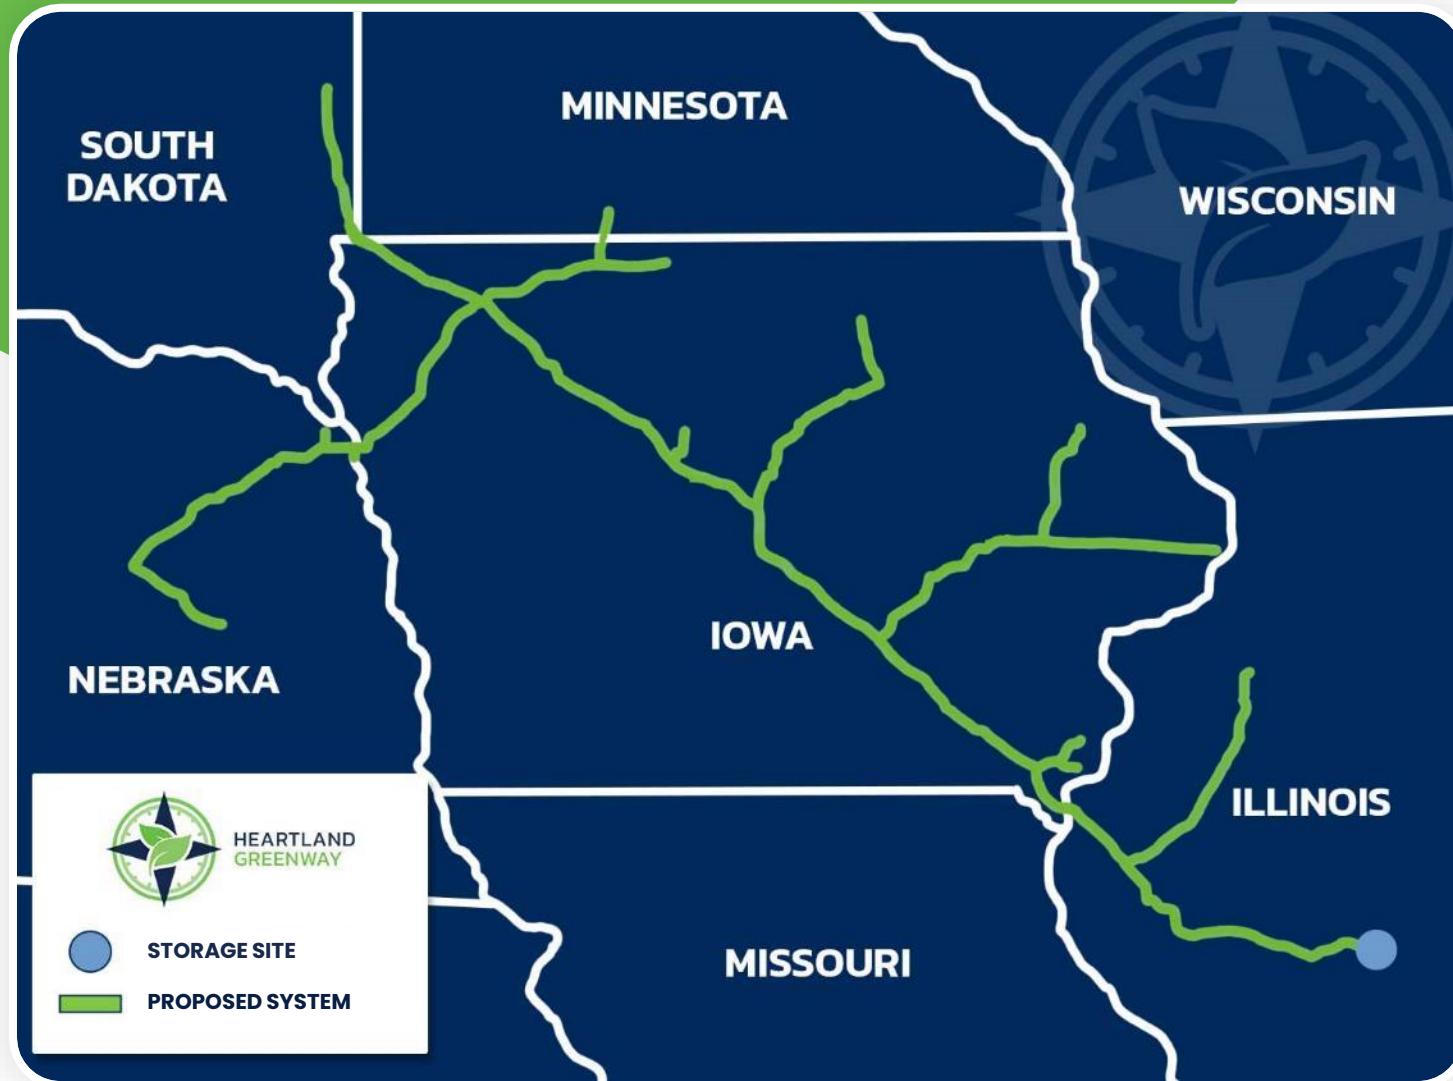 MINNESOTA
SOUTH
DAKOTA
WISCONSIN
IOWA
NEBRASKA
ILLINOIS
MISSOURI
HEARTLAND
GREENWAY
STORAGE SITE
PROPOSED SYSTEM